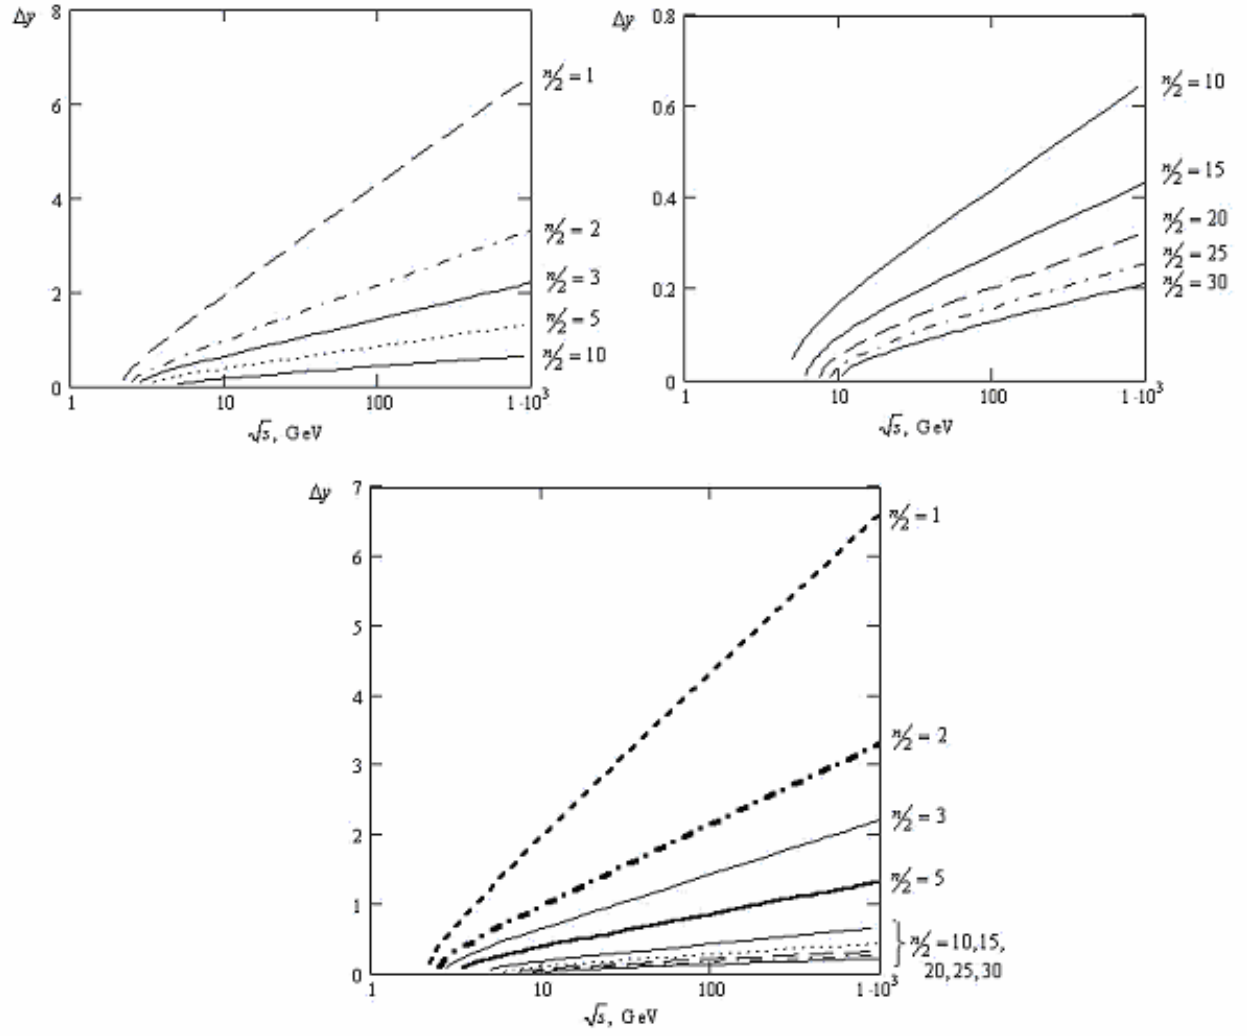 Δy
8
6
4
2
0
1
10
100
1·10³
√s, GeV
n/2 = 1
n/2 = 2
n/2 = 3
n/2 = 5
n/2 = 10
Δy
0.8
0.6
0.4
0.2
0
1
10
100
1·10³
√s, GeV
n/2 = 10
n/2 = 15
n/2 = 20
n/2 = 25
n/2 = 30
Δy
7
6
5
4
3
2
1
0
1
10
100
1·10³
√s, GeV
n/2 = 1
n/2 = 2
n/2 = 3
n/2 = 5
n/2 = 10,15,
20,25,30